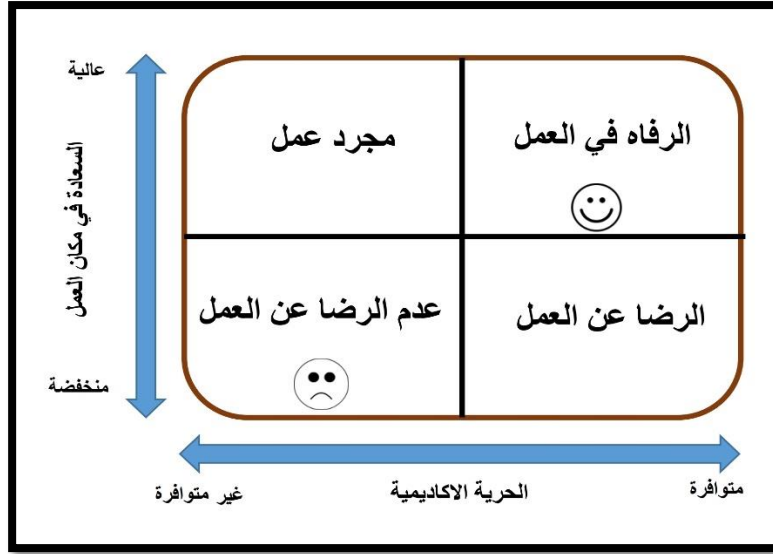 عالية
الرفاه في العمل
مجرد عمل
السعادة في مكان العمل
الرضا عن العمل
عدم الرضا عن العمل
منخفضة
متوافرة
الحرية الاكاديمية
غير متوافرة